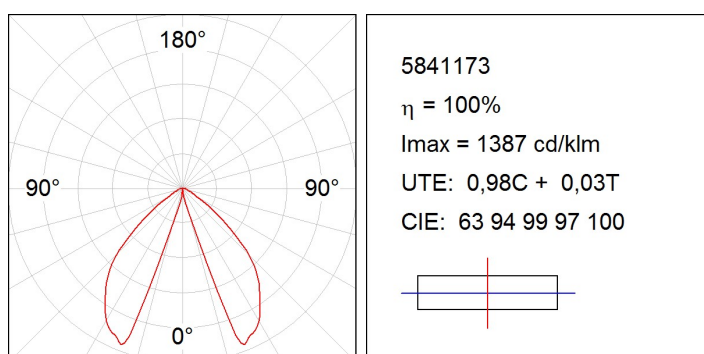 180°
90° 90°
0°
5841173
η = 100%
Imax = 1387 cd/klm
UTE: 0,98C + 0,03T
CIE: 63 94 99 97 100